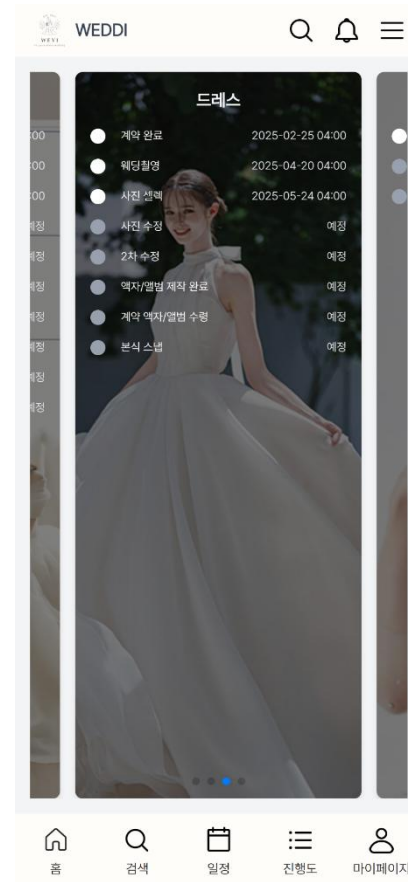 WEDDI
드레스
계약 완료 2025-02-25 04:00
웨딩촬영 2025-04-20 04:00
사진 셀렉 2025-05-24 04:00
사진 수정 예정
2차 수정 예정
액자/앨범 제작 완료 예정
계약 액자/앨범 수령 예정
본식 스냅 예정
홈 검색 일정 진행도 마이페이지